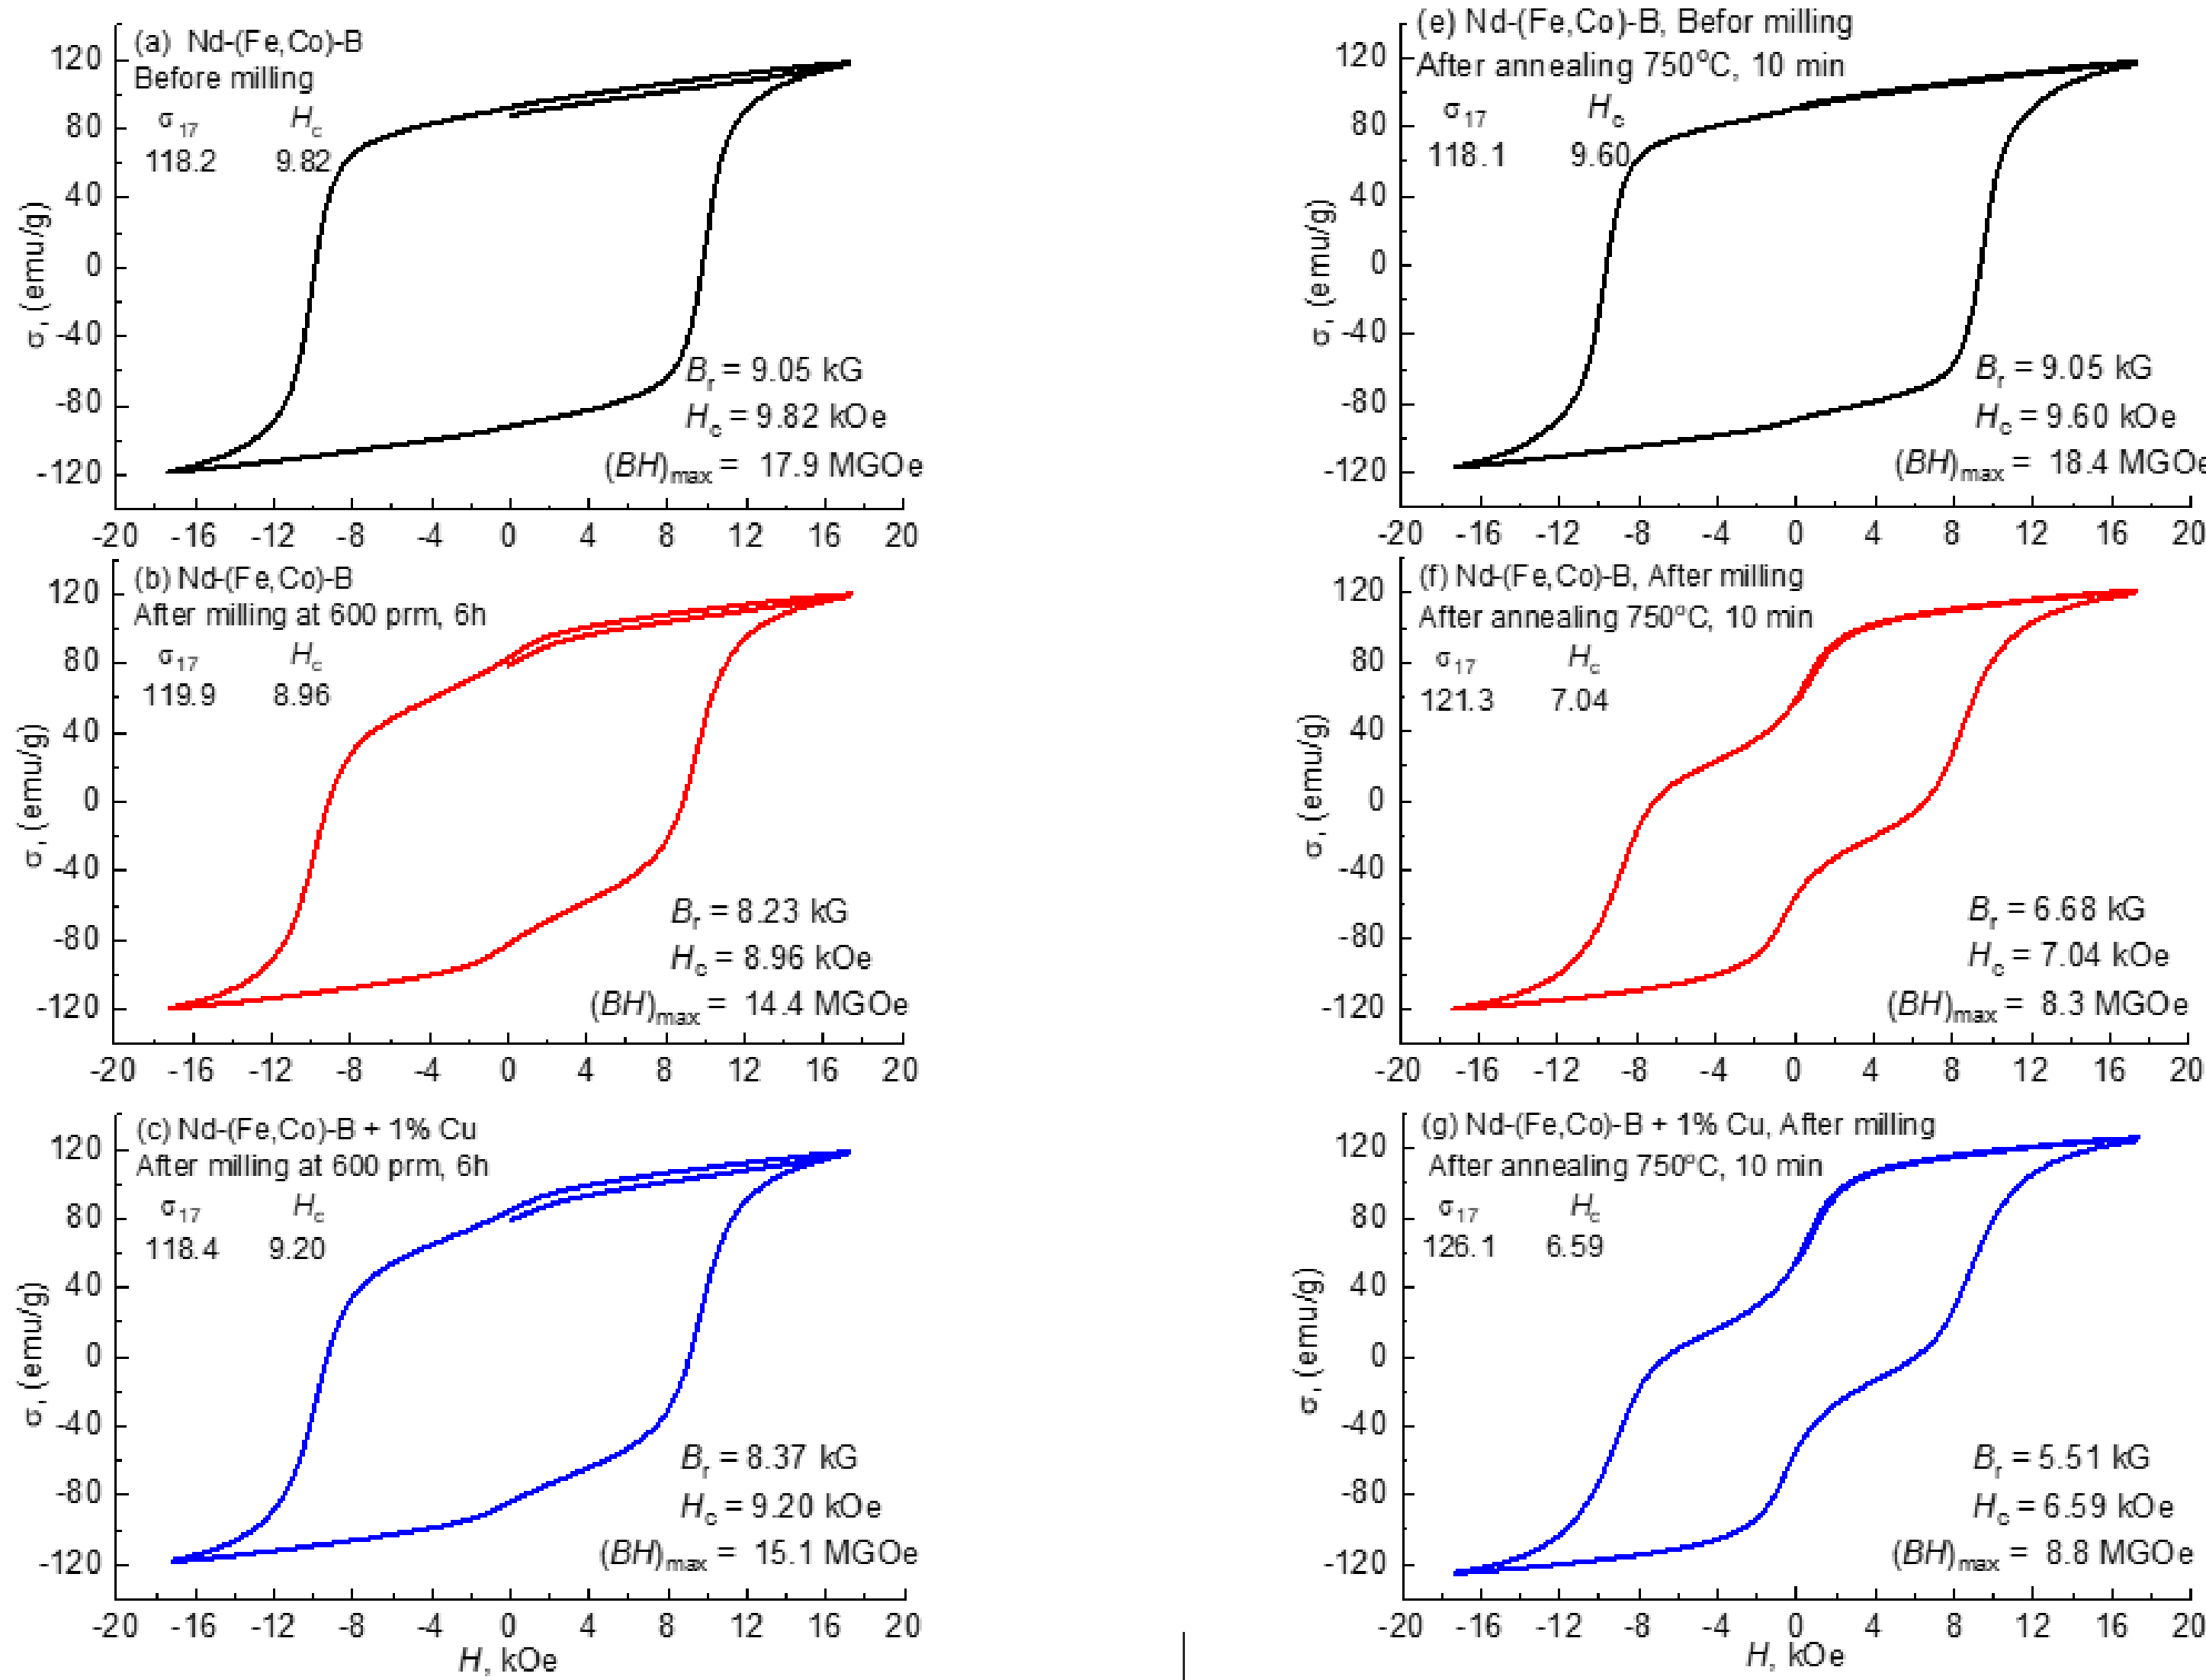 (a) Nd-(Fe,Co)-B
Before milling
σ17 Hc
118.2 9.82
σ, (emu/g)
120
80
40
0
-40
-80
-120
Br = 9.05 kG
Hc = 9.82 kOe
(BH)max = 17.9 MGOe
-20 -16 -12 -8 -4 0 4 8 12 16 20
(b) Nd-(Fe,Co)-B
After milling at 600 prm, 6h
σ17 Hc
119.9 8.96
σ, (emu/g)
120
80
40
0
-40
-80
-120
Br = 8.23 kG
Hc = 8.96 kOe
(BH)max = 14.4 MGOe
-20 -16 -12 -8 -4 0 4 8 12 16 20
(c) Nd-(Fe,Co)-B + 1% Cu
After milling at 600 prm, 6h
σ17 Hc
118.4 9.20
σ, (emu/g)
120
80
40
0
-40
-80
-120
Br = 8.37 kG
Hc = 9.20 kOe
(BH)max = 15.1 MGOe
-20 -16 -12 -8 -4 0 4 8 12 16 20
H, kOe
(e) Nd-(Fe,Co)-B, Befor milling
After annealing 750°C, 10 min
σ17 Hc
118.1 9.60
σ, (emu/g)
120
80
40
0
-40
-80
-120
Br = 9.05 kG
Hc = 9.60 kOe
(BH)max = 18.4 MGOe
-20 -16 -12 -8 -4 0 4 8 12 16 20
(f) Nd-(Fe,Co)-B, After milling
After annealing 750°C, 10 min
σ17 Hc
121.3 7.04
σ, (emu/g)
120
80
40
0
-40
-80
-120
Br = 6.68 kG
Hc = 7.04 kOe
(BH)max = 8.3 MGOe
-20 -16 -12 -8 -4 0 4 8 12 16 20
(g) Nd-(Fe,Co)-B + 1% Cu, After milling
After annealing 750°C, 10 min
σ17 Hc
126.1 6.59
σ, (emu/g)
120
80
40
0
-40
-80
-120
Br = 5.51 kG
Hc = 6.59 kOe
(BH)max = 8.8 MGOe
-20 -16 -12 -8 -4 0 4 8 12 16 20
H, kOe